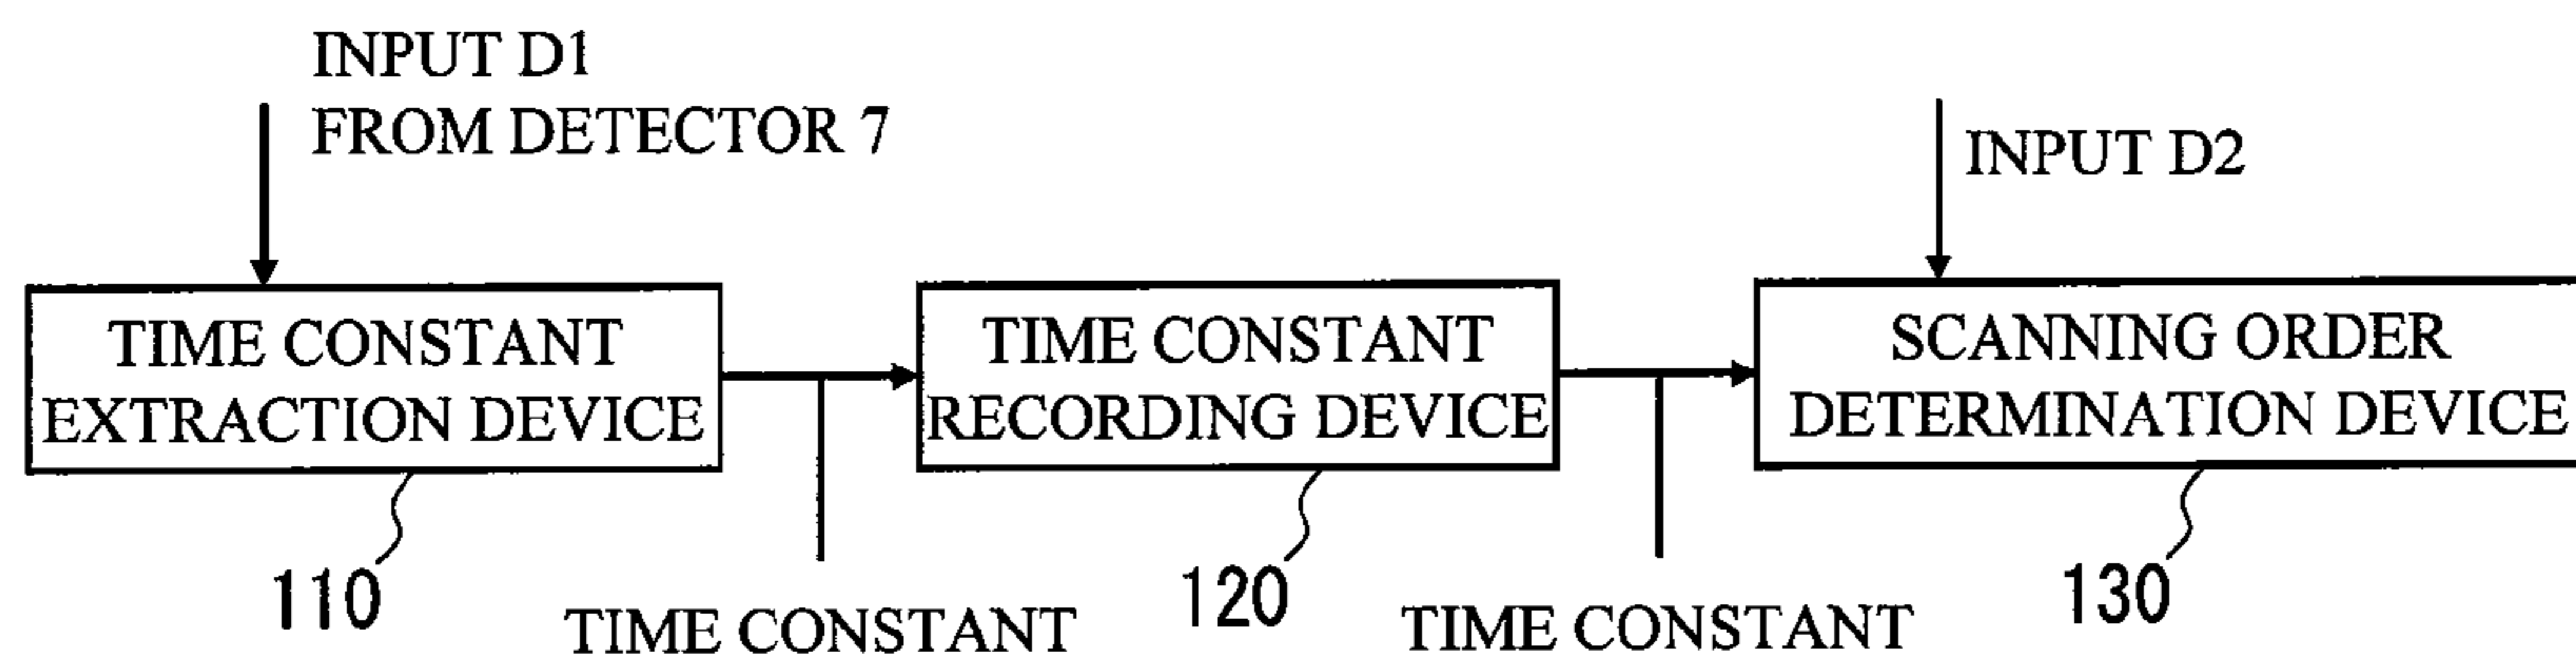 INPUT D1
FROM DETECTOR 7
INPUT D2
TIME CONSTANT
EXTRACTION DEVICE
TIME CONSTANT
RECORDING DEVICE
SCANNING ORDER
DETERMINATION DEVICE
110
TIME CONSTANT
120
TIME CONSTANT
130